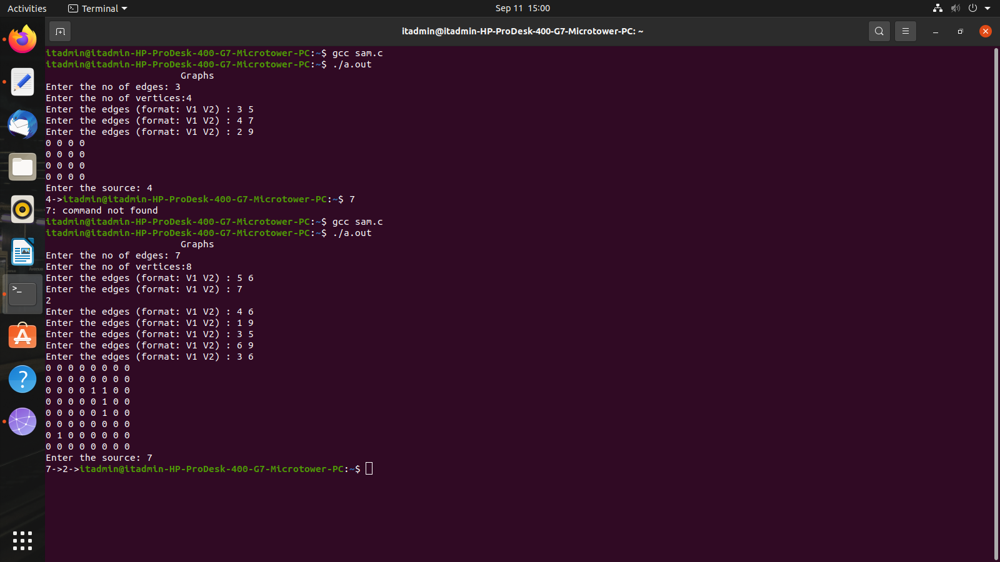 Activities Terminal Sep 11 15:00
itadmin@itadmin-HP-ProDesk-400-G7-Microtower-PC: ~
itadmin@itadmin-HP-ProDesk-400-G7-Microtower-PC:~$ gcc sam.c
itadmin@itadmin-HP-ProDesk-400-G7-Microtower-PC:~$ ./a.out
Graphs
Enter the no of edges: 3
Enter the no of vertices:4
Enter the edges (format: V1 V2) : 3 5
Enter the edges (format: V1 V2) : 4 7
Enter the edges (format: V1 V2) : 2 9
0 0 0 0
0 0 0 0
0 0 0 0
0 0 0 0
Enter the source: 4
4->itadmin@itadmin-HP-ProDesk-400-G7-Microtower-PC:~$ 7
7: command not found
itadmin@itadmin-HP-ProDesk-400-G7-Microtower-PC:~$ gcc sam.c
itadmin@itadmin-HP-ProDesk-400-G7-Microtower-PC:~$ ./a.out
Graphs
Enter the no of edges: 7
Enter the no of vertices:8
Enter the edges (format: V1 V2) : 5 6
Enter the edges (format: V1 V2) : 7
2
Enter the edges (format: V1 V2) : 4 6
Enter the edges (format: V1 V2) : 1 9
Enter the edges (format: V1 V2) : 3 5
Enter the edges (format: V1 V2) : 6 9
Enter the edges (format: V1 V2) : 3 6
0 0 0 0 0 0 0 0
0 0 0 0 0 0 0 0
0 0 0 0 1 1 0 0
0 0 0 0 0 1 0 0
0 0 0 0 0 1 0 0
0 0 0 0 0 0 0 0
0 1 0 0 0 0 0 0
0 0 0 0 0 0 0 0
Enter the source: 7
7->2->itadmin@itadmin-HP-ProDesk-400-G7-Microtower-PC:~$